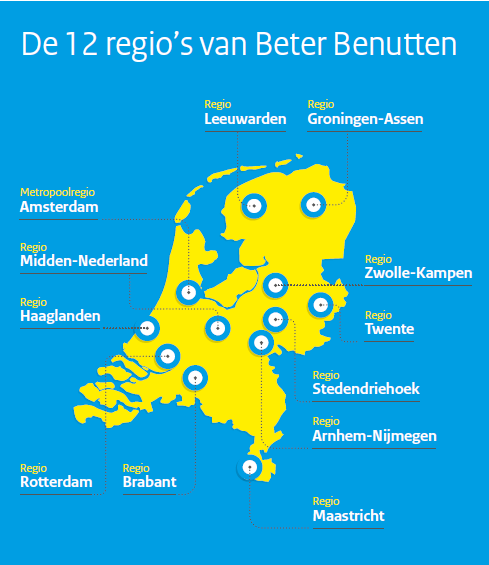 De 12 regio's van Beter Benutten
Regio
Leeuwarden
Regio
Groningen-Assen
Metropoolregio
Amsterdam
Regio
Midden-Nederland
Regio
Zwolle-Kampen
Regio
Haaglanden
Regio
Twente
Regio
Stedendriehoek
Regio
Arnhem-Nijmegen
Regio
Rotterdam
Regio
Brabant
Regio
Maastricht